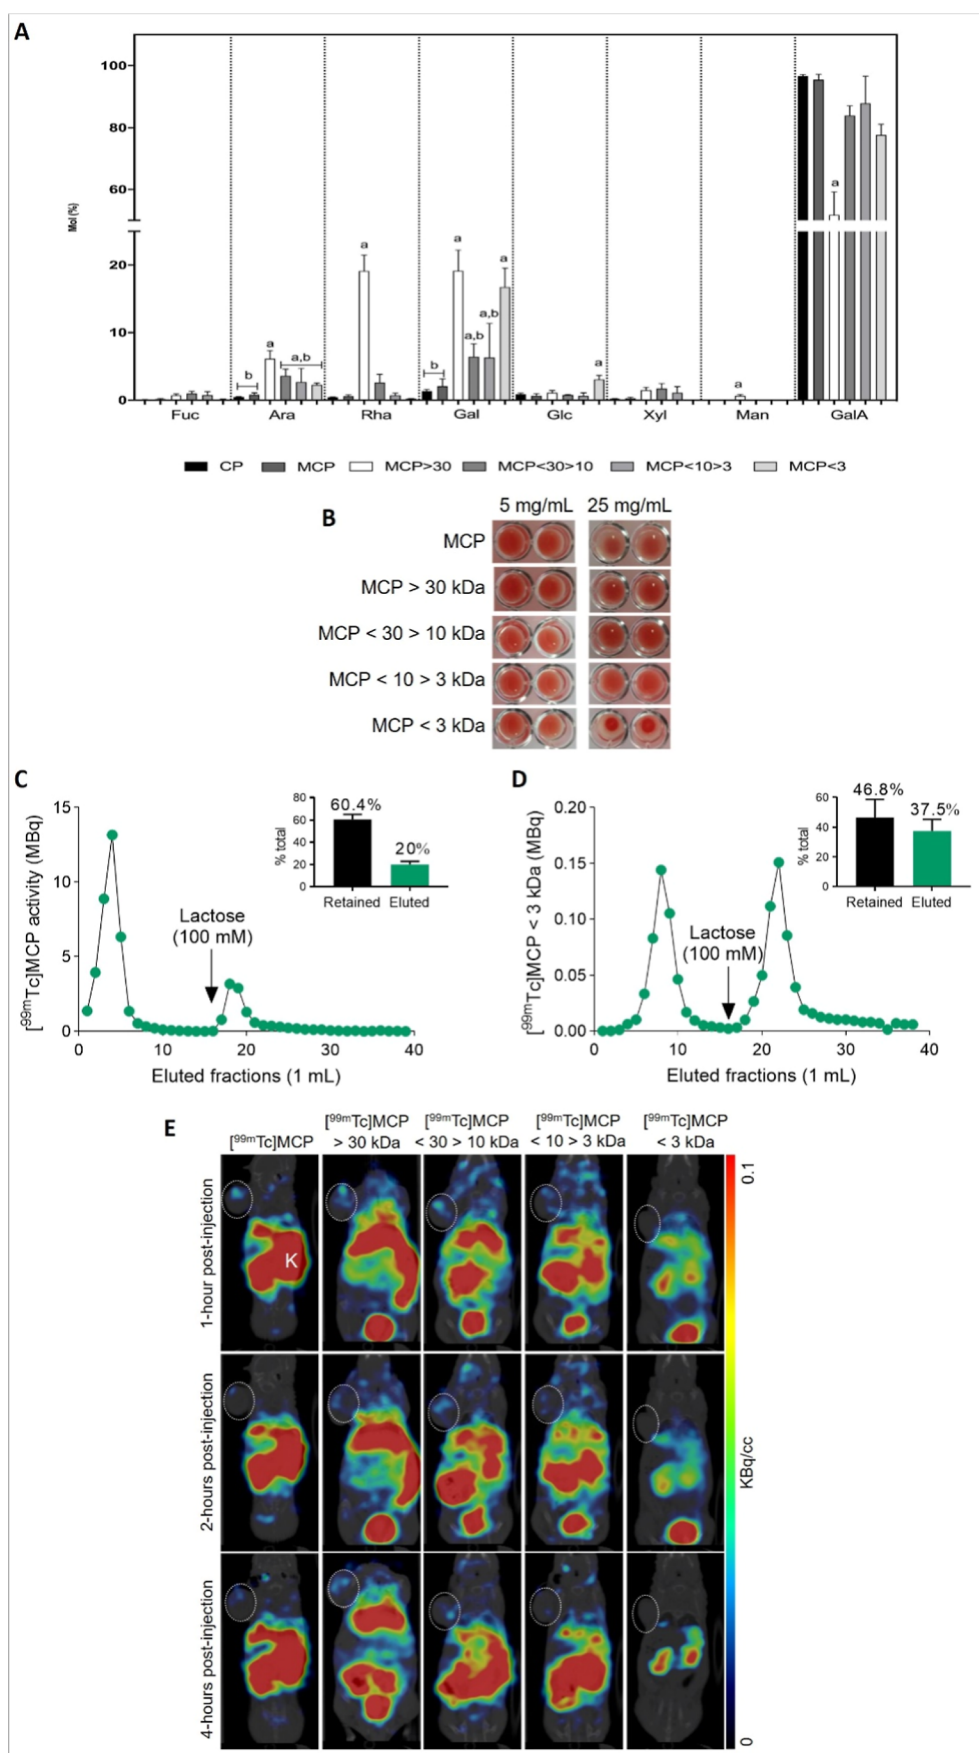 A
100
80
60
20
10
0
Mol (%)
a
a
a
a
a
b
a,b
b
a,b
a,b
a
a
Fuc
Ara
Rha
Gal
Glc
Xyl
Man
GalA
CP
MCP
MCP>30
MCP<30>10
MCP<10>3
MCP<3
B
5 mg/mL
25 mg/mL
MCP
MCP > 30 kDa
MCP < 30 > 10 kDa
MCP < 10 > 3 kDa
MCP < 3 kDa
C
[99mTc]MCP activity (MBq)
15
10
5
0
0
10
20
30
40
Eluted fractions (1 mL)
Lactose
(100 mM)
% total
80
60
40
20
0
60.4%
20%
Retained
Eluted
D
[99mTc]MCP < 3 kDa (MBq)
0.20
0.15
0.10
0.05
0.00
0
10
20
30
40
Eluted fractions (1 mL)
Lactose
(100 mM)
% total
60
40
20
0
46.8%
37.5%
Retained
Eluted
E
[99mTc]MCP
[99mTc]MCP
> 30 kDa
[99mTc]MCP
< 30 > 10 kDa
[99mTc]MCP
< 10 > 3 kDa
[99mTc]MCP
< 3 kDa
1-hour post-injection
K
2-hours post-injection
4-hours post-injection
0.1
KBq/cc
0